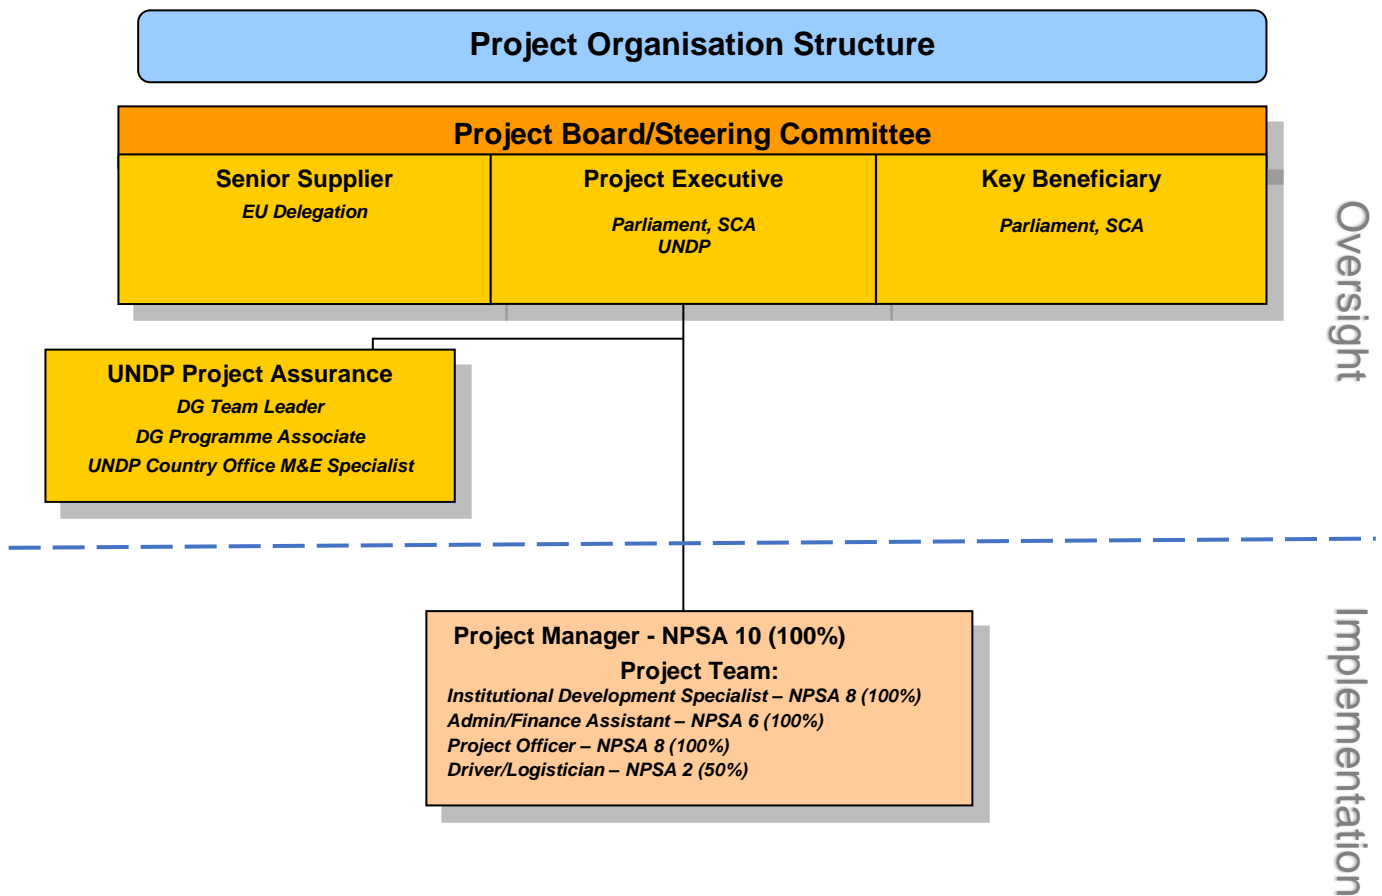 Project Organisation Structure
Project Board/Steering Committee
Senior Supplier
EU Delegation
Project Executive
Parliament, SCA
UNDP
Key Beneficiary
Parliament, SCA
Oversight
UNDP Project Assurance
DG Team Leader
DG Programme Associate
UNDP Country Office M&E Specialist
Project Manager - NPSA 10 (100%)
Project Team:
Institutional Development Specialist – NPSA 8 (100%)
Admin/Finance Assistant – NPSA 6 (100%)
Project Officer – NPSA 8 (100%)
Driver/Logistician – NPSA 2 (50%)
Implementation